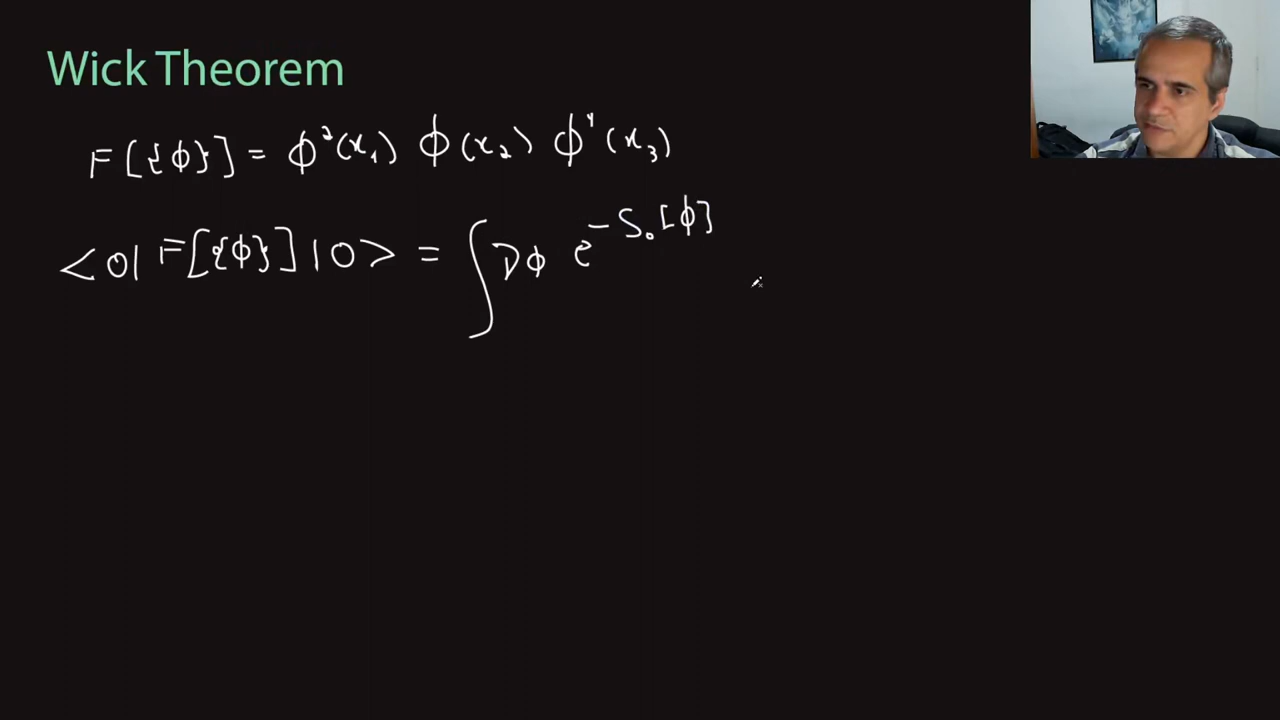 Wick Theorem
F[{φ}] = φ²(x₁) φ(x₂) φ⁴(x₃)
<0| F[{φ}] |0> = ∫ Dφ e^{-S₀[φ]}